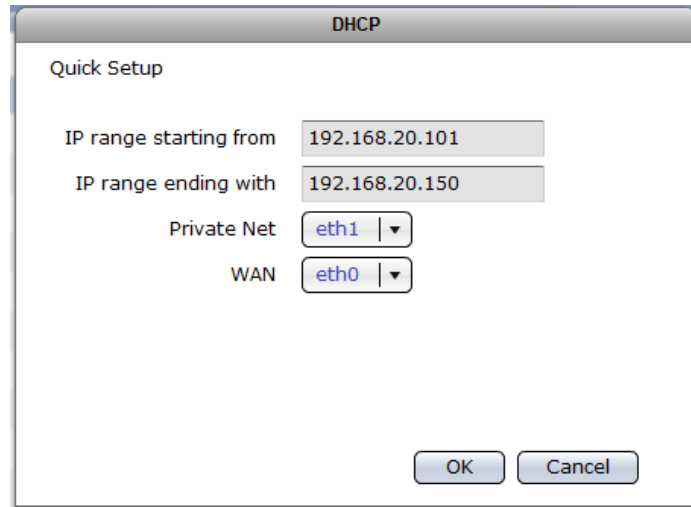 DHCP
Quick Setup
IP range starting from 192.168.20.101
IP range ending with 192.168.20.150
Private Net eth1
WAN eth0
OK Cancel